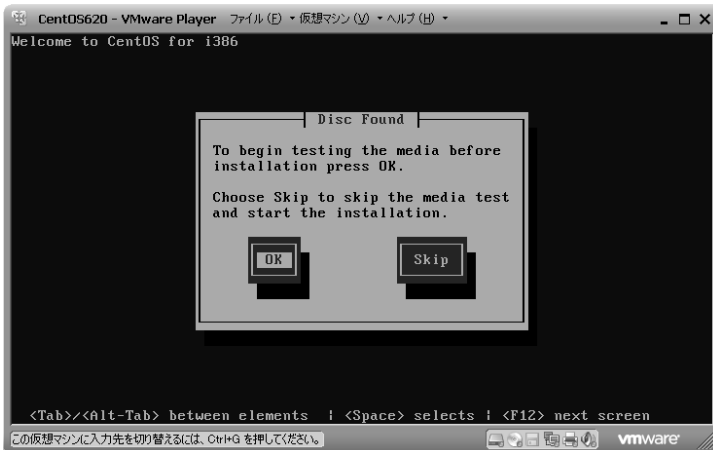 CentOS620 - VMware Player ファイル(F) ▾ 仮想マシン(V) ▾ ヘルプ(H) ▾
Welcome to CentOS for i386
Disc Found
To begin testing the media before
installation press OK.
Choose Skip to skip the media test
and start the installation.
OK Skip
<Tab>/<Alt-Tab> between elements | <Space> selects | <F12> next screen
この仮想マシンに入力先を切り替えるには、Ctrl+G を押してください。
vmware